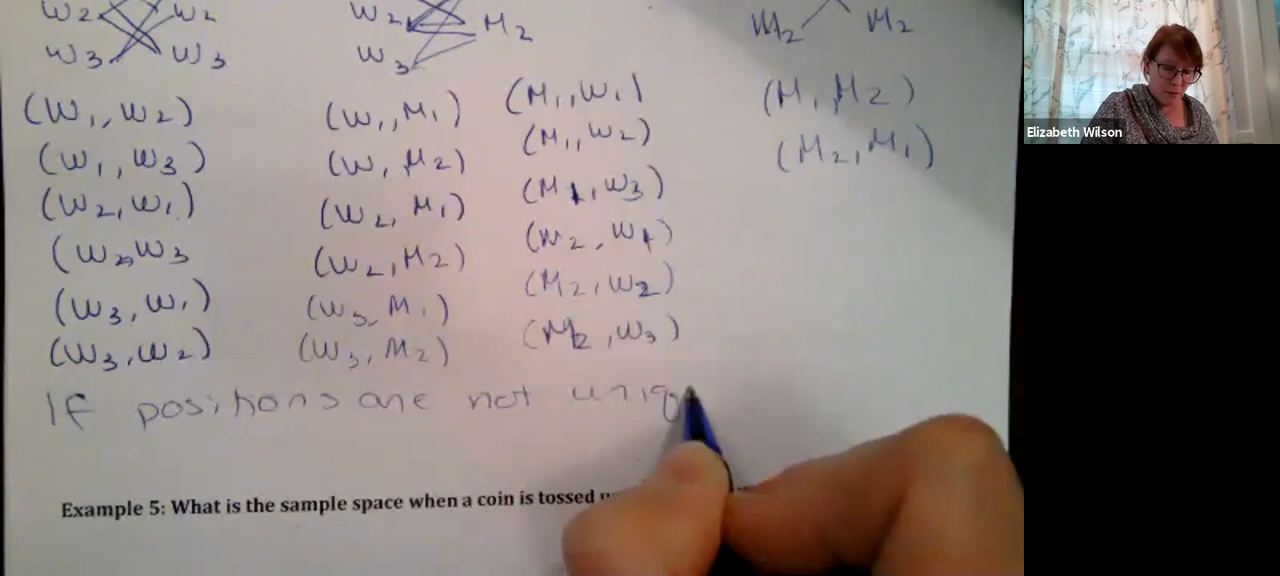 W2 W2 W2 M2 M2
W3 W3 W3 M2
(W1, W2) (W1, M1) (M1, W1) (M1, M2)
(W1, W3) (W, M2) (M1, W2) (M2, M1)
(W2, W1) (W2, M1) (M1, W3)
(W2, W3 (W2, M2) (M2, W1)
(W3, W1) (W3, M1) (M2, W2)
(W3, W2) (W3, M2) (M2, W3)
If positions are not uniq
Example 5: What is the sample space when a coin is tossed
Elizabeth Wilson